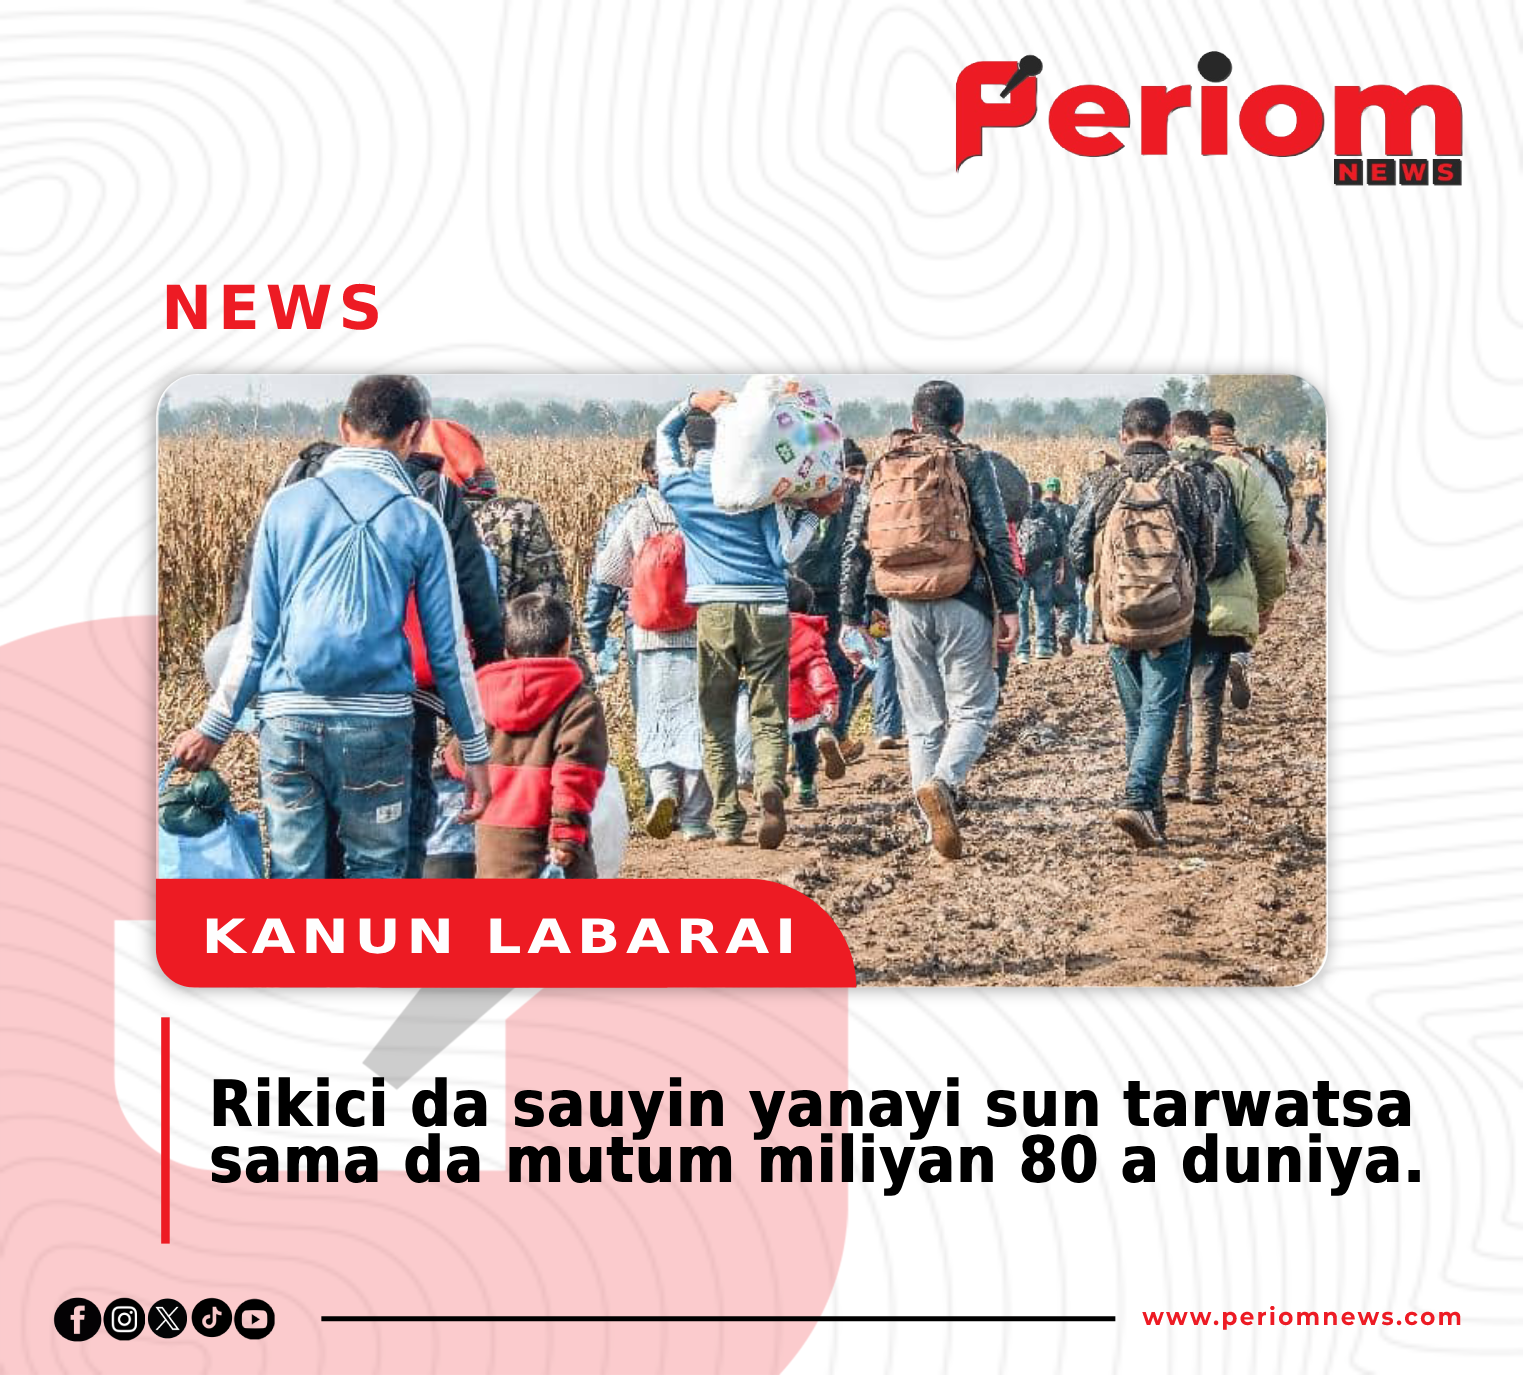 Periom
NEWS
NEWS
KANUN LABARAI
Rikici da sauyin yanayi sun tarwatsa
sama da mutum miliyan 80 a duniya.
www.periomnews.com